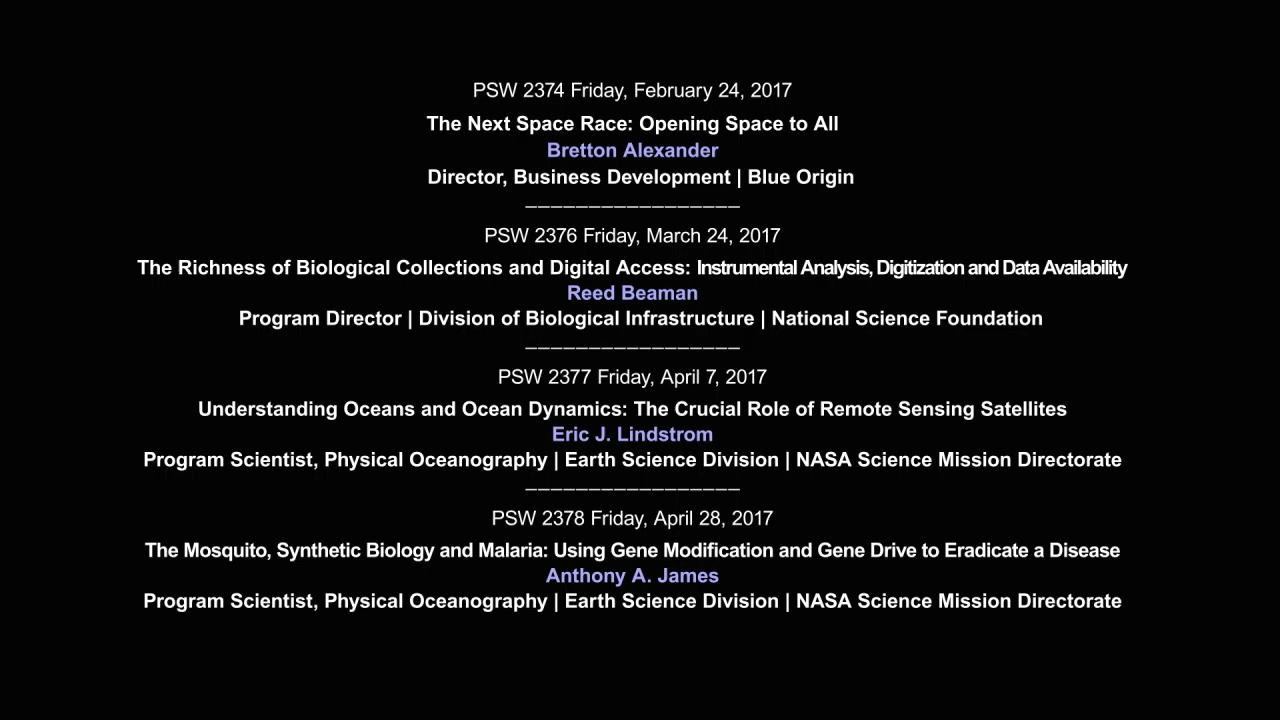 PSW 2374 Friday, February 24, 2017
The Next Space Race: Opening Space to All
Bretton Alexander
Director, Business Development | Blue Origin
_________________
PSW 2376 Friday, March 24, 2017
The Richness of Biological Collections and Digital Access: Instrumental Analysis, Digitization and Data Availability
Reed Beaman
Program Director | Division of Biological Infrastructure | National Science Foundation
_________________
PSW 2377 Friday, April 7, 2017
Understanding Oceans and Ocean Dynamics: The Crucial Role of Remote Sensing Satellites
Eric J. Lindstrom
Program Scientist, Physical Oceanography | Earth Science Division | NASA Science Mission Directorate
_________________
PSW 2378 Friday, April 28, 2017
The Mosquito, Synthetic Biology and Malaria: Using Gene Modification and Gene Drive to Eradicate a Disease
Anthony A. James
Program Scientist, Physical Oceanography | Earth Science Division | NASA Science Mission Directorate